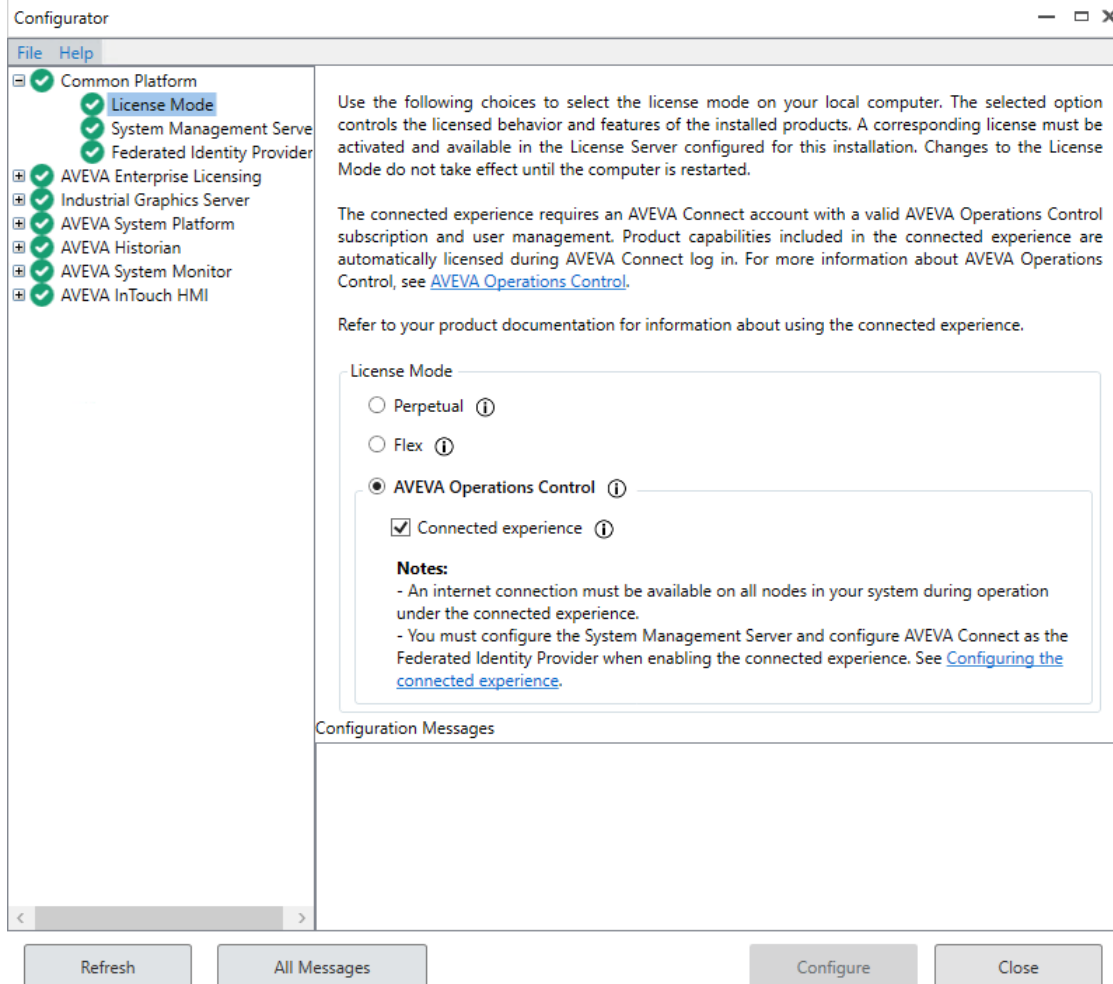 Configurator
File Help
Common Platform
License Mode
System Management Serve
Federated Identity Provider
AVEVA Enterprise Licensing
Industrial Graphics Server
AVEVA System Platform
AVEVA Historian
AVEVA System Monitor
AVEVA InTouch HMI
Use the following choices to select the license mode on your local computer. The selected option
controls the licensed behavior and features of the installed products. A corresponding license must be
activated and available in the License Server configured for this installation. Changes to the License
Mode do not take effect until the computer is restarted.
The connected experience requires an AVEVA Connect account with a valid AVEVA Operations Control
subscription and user management. Product capabilities included in the connected experience are
automatically licensed during AVEVA Connect log in. For more information about AVEVA Operations
Control, see AVEVA Operations Control.
Refer to your product documentation for information about using the connected experience.
License Mode
Perpetual
Flex
AVEVA Operations Control
Connected experience
Notes:
- An internet connection must be available on all nodes in your system during operation
under the connected experience.
- You must configure the System Management Server and configure AVEVA Connect as the
Federated Identity Provider when enabling the connected experience. See Configuring the
connected experience.
Configuration Messages
Refresh
All Messages
Configure
Close